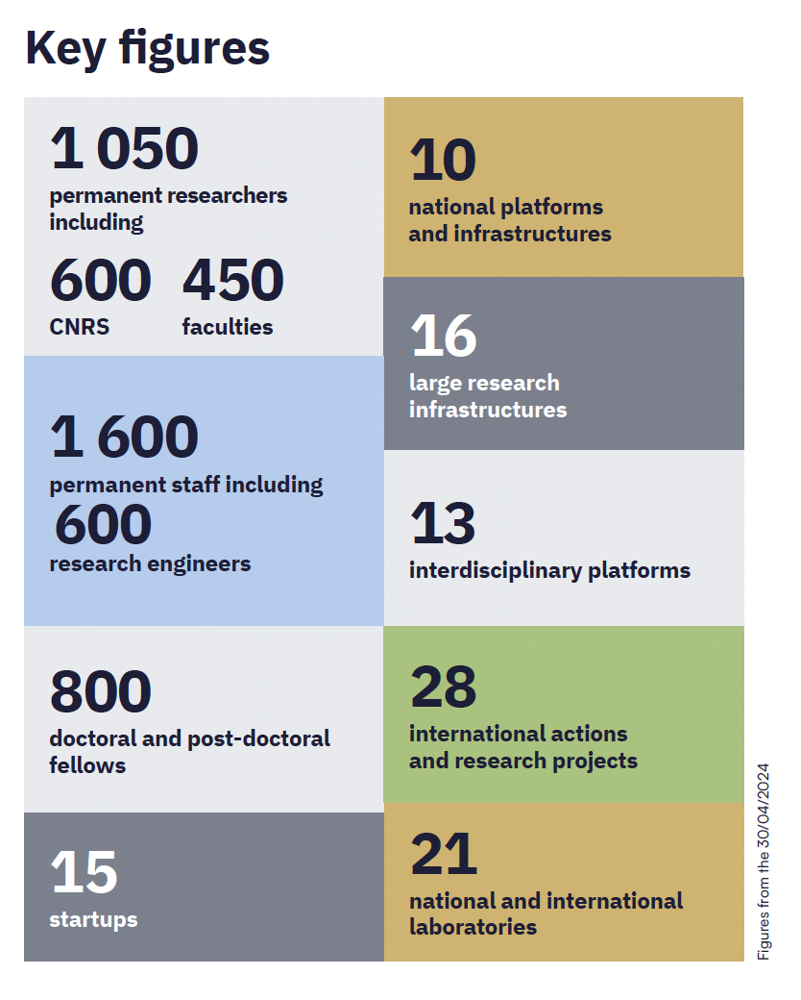 Key figures
1 050
permanent researchers
including
600 450
CNRS faculties
1 600
permanent staff including
600
research engineers
800
doctoral and post-doctoral
fellows
15
startups
10
national platforms
and infrastructures
16
large research
infrastructures
13
interdisciplinary platforms
28
international actions
and research projects
21
national and international
laboratories
Figures from the 30/04/2024